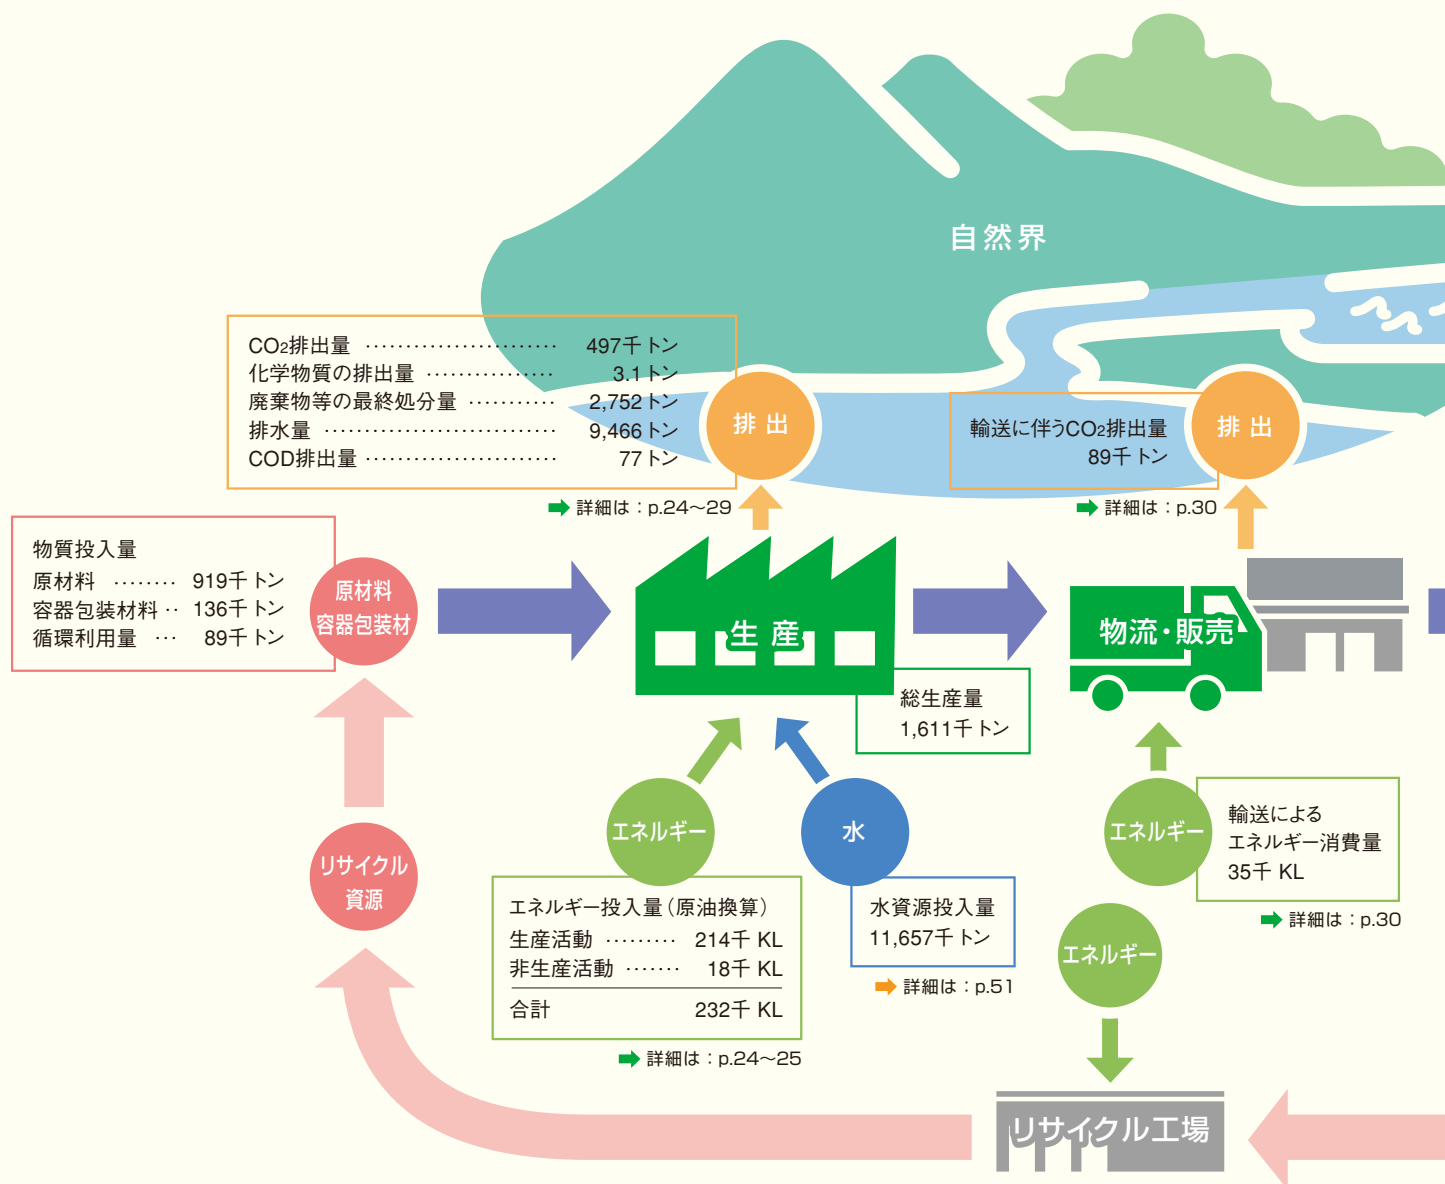 自然界
CO2排出量 ························ 497千トン
化学物質の排出量 ················ 3.1トン
廃棄物等の最終処分量 ··········· 2,752トン
排水量 ····························· 9,466トン
COD排出量 ························ 77トン
排出
詳細は:p.24〜29
輸送に伴うCO2排出量
89千トン
排出
詳細は:p.30
物質投入量
原材料 ········ 919千トン
容器包装材料 ·· 136千トン
循環利用量 ··· 89千トン
原材料
容器包装材
生産
総生産量
1,611千トン
物流・販売
エネルギー
水
エネルギー
輸送による
エネルギー消費量
35千 KL
詳細は:p.30
リサイクル
資源
エネルギー投入量(原油換算)
生産活動 ········· 214千 KL
非生産活動 ······· 18千 KL
合計 232千 KL
詳細は:p.24〜25
水資源投入量
11,657千トン
詳細は:p.51
エネルギー
リサイクル工場